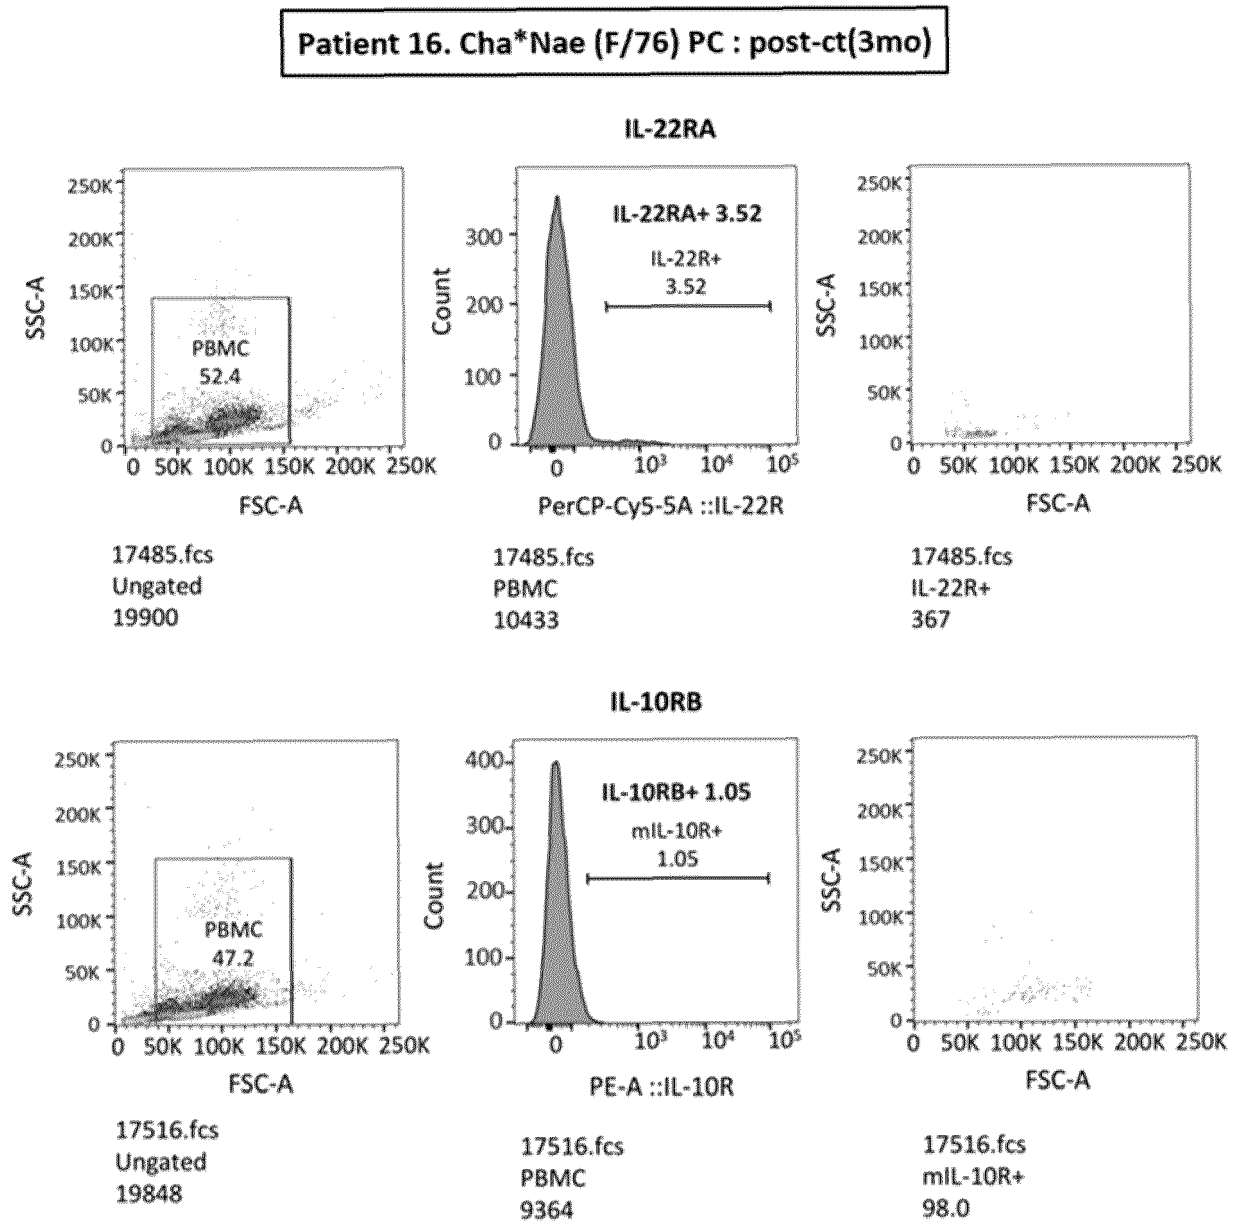 Patient 16. Cha*Nae (F/76) PC : post-ct(3mo)
IL-22RA
250K
200K
150K
100K
50K
0
SSC-A
PBMC
52.4
0 50K 100K 150K 200K 250K
FSC-A
17485.fcs
Ungated
19900
300
200
100
0
Count
IL-22RA+ 3.52
IL-22R+
3.52
0 10³ 10⁴ 10⁵
PerCP-Cy5-5A ::IL-22R
17485.fcs
PBMC
10433
250K
200K
150K
100K
50K
0
SSC-A
0 50K 100K 150K 200K 250K
FSC-A
17485.fcs
IL-22R+
367
IL-10RB
250K
200K
150K
100K
50K
0
SSC-A
PBMC
47.2
0 50K 100K 150K 200K 250K
FSC-A
17516.fcs
Ungated
19848
400
300
200
100
0
Count
IL-10RB+ 1.05
mIL-10R+
1.05
0 10³ 10⁴ 10⁵
PE-A ::IL-10R
17516.fcs
PBMC
9364
250K
200K
150K
100K
50K
0
SSC-A
0 50K 100K 150K 200K 250K
FSC-A
17516.fcs
mIL-10R+
98.0